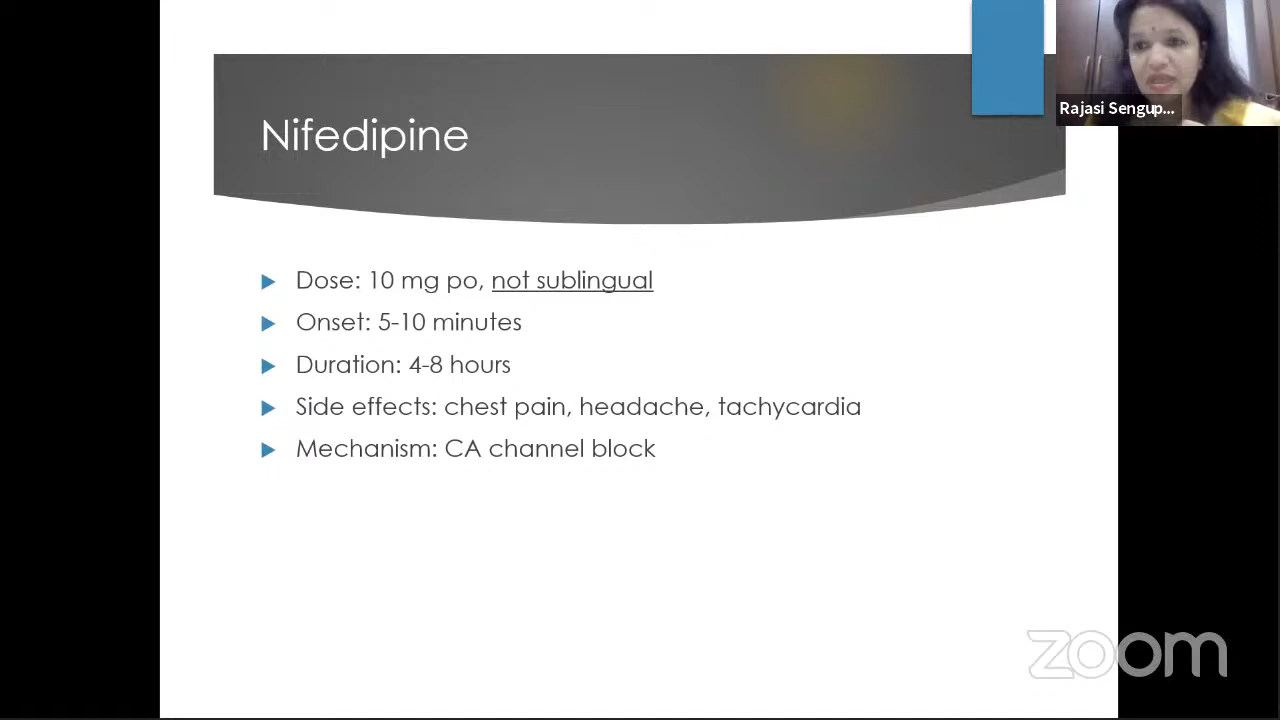 Nifedipine
Rajasi Sengup...
Dose: 10 mg po, not sublingual
Onset: 5-10 minutes
Duration: 4-8 hours
Side effects: chest pain, headache, tachycardia
Mechanism: CA channel block
zoom